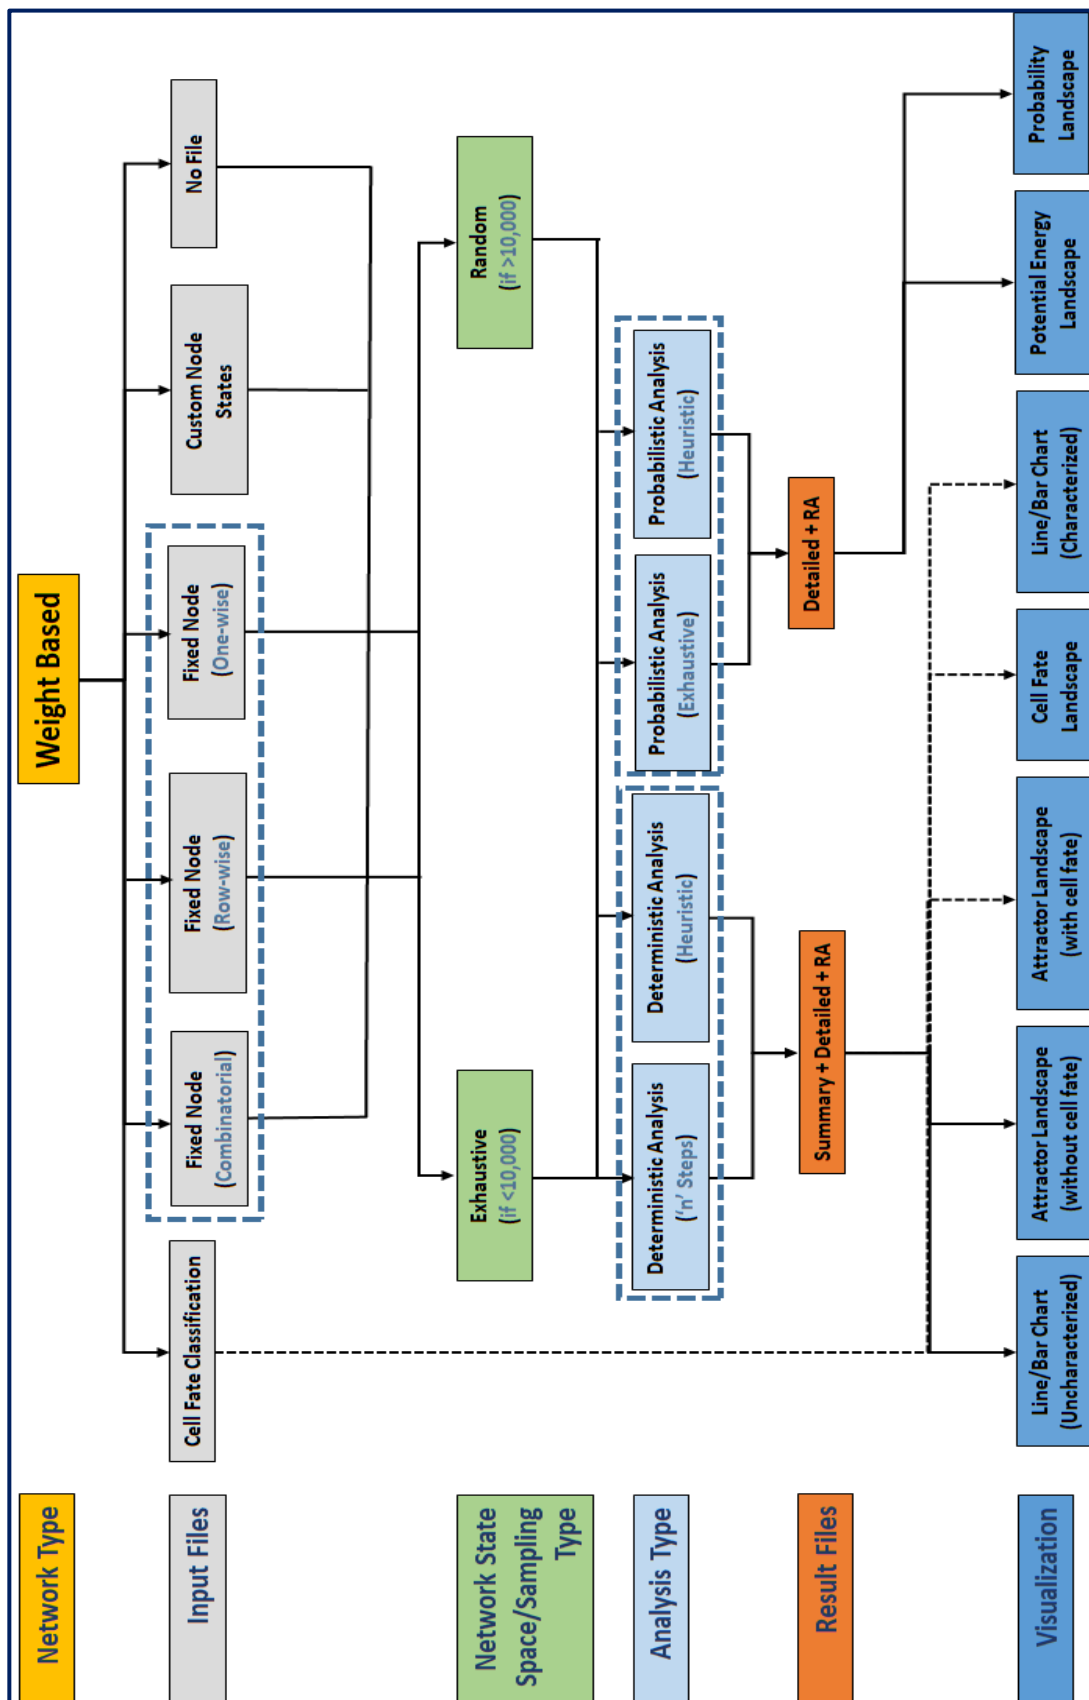 Network Type
Weight Based
Input Files
Cell Fate Classification
Fixed Node
(Combinatorial)
Fixed Node
(Row-wise)
Fixed Node
(One-wise)
Custom Node
States
No File
Network State
Space/Sampling
Type
Exhaustive
(if <10,000)
Random
(if >10,000)
Analysis Type
Deterministic Analysis
('n' Steps)
Deterministic Analysis
(Heuristic)
Probabilistic Analysis
(Exhaustive)
Probabilistic Analysis
(Heuristic)
Result Files
Summary + Detailed + RA
Detailed + RA
Visualization
Line/Bar Chart
(Uncharacterized)
Attractor Landscape
(without cell fate)
Attractor Landscape
(with cell fate)
Cell Fate
Landscape
Line/Bar Chart
(Characterized)
Potential Energy
Landscape
Probability
Landscape